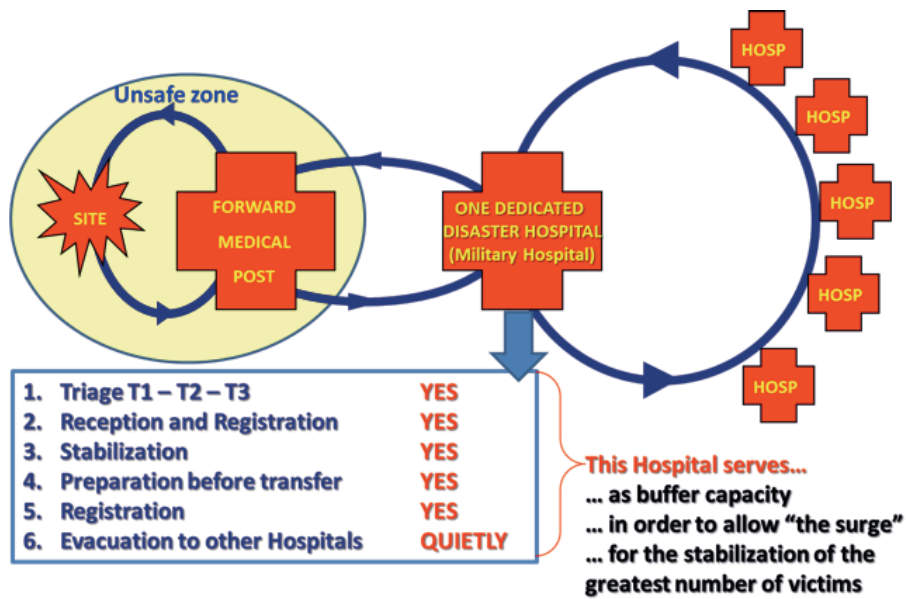 Unsafe zone
SITE
FORWARD
MEDICAL
POST
ONE DEDICATED
DISASTER HOSPITAL
(Military Hospital)
HOSP
HOSP
HOSP
HOSP
HOSP
1. Triage T1 – T2 – T3 YES
2. Reception and Registration YES
3. Stabilization YES
4. Preparation before transfer YES
5. Registration YES
6. Evacuation to other Hospitals QUIETLY
This Hospital serves...
... as buffer capacity
... in order to allow “the surge”
... for the stabilization of the
greatest number of victims